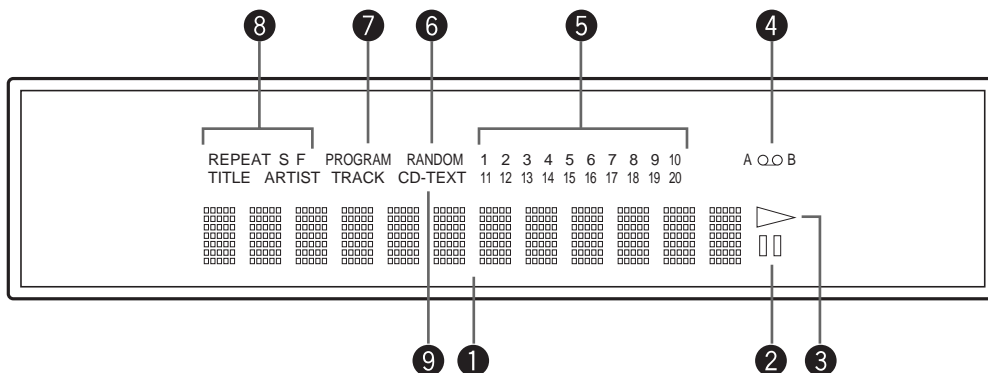 8 7 6 5 4
REPEAT S F PROGRAM RANDOM 1 2 3 4 5 6 7 8 9 10 A B
TITLE ARTIST TRACK CD-TEXT 11 12 13 14 15 16 17 18 19 20
9 1 2 3